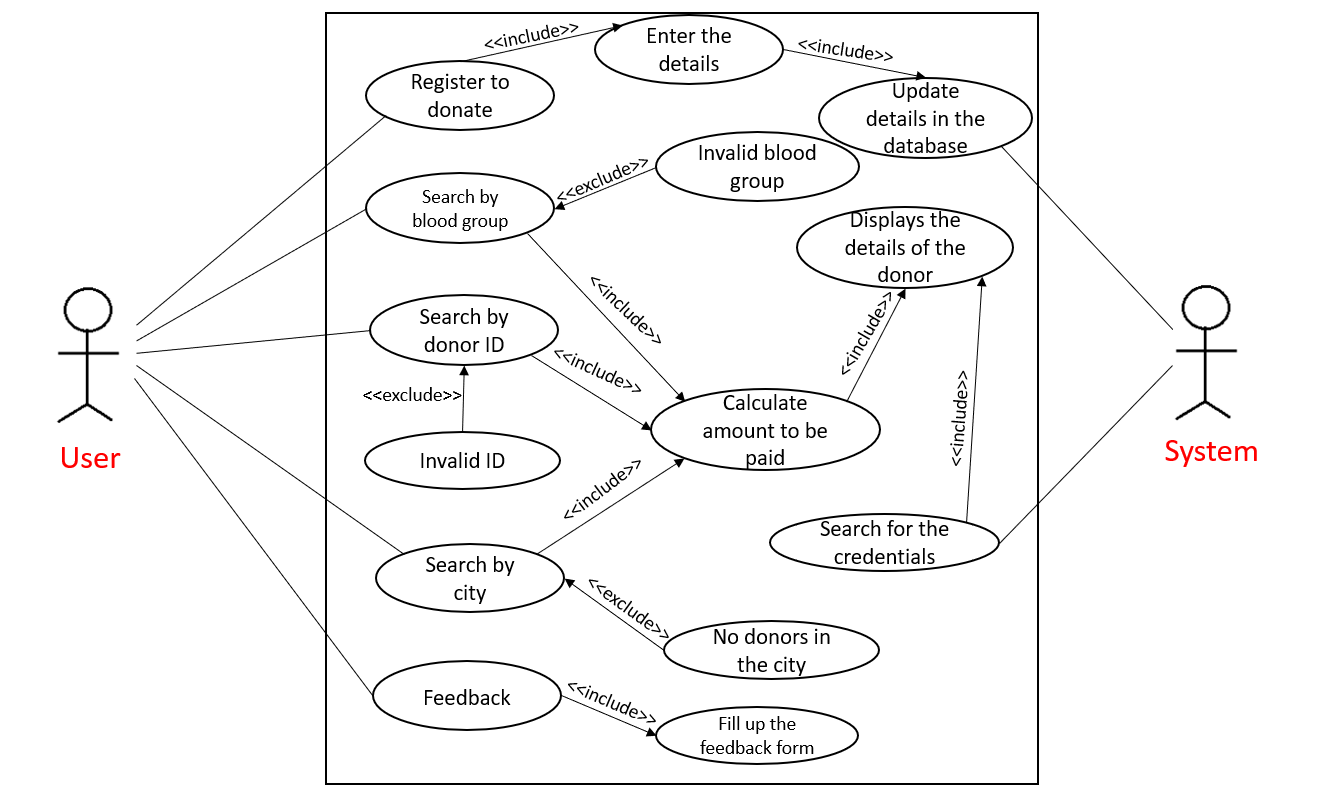 <<include>>
Enter the
details
<<include>>
Register to
donate
Update
details in the
database
Invalid blood
group
<<exclude>>
Search by
blood group
Displays the
details of the
donor
<<include>>
Search by
donor ID
<<include>>
<<include>>
<<exclude>>
Calculate
amount to be
paid
<<include>>
User
System
Invalid ID
<<include>>
Search for the
credentials
Search by
city
<<exclude>>
No donors in
the city
Feedback
<<include>>
Fill up the
feedback form